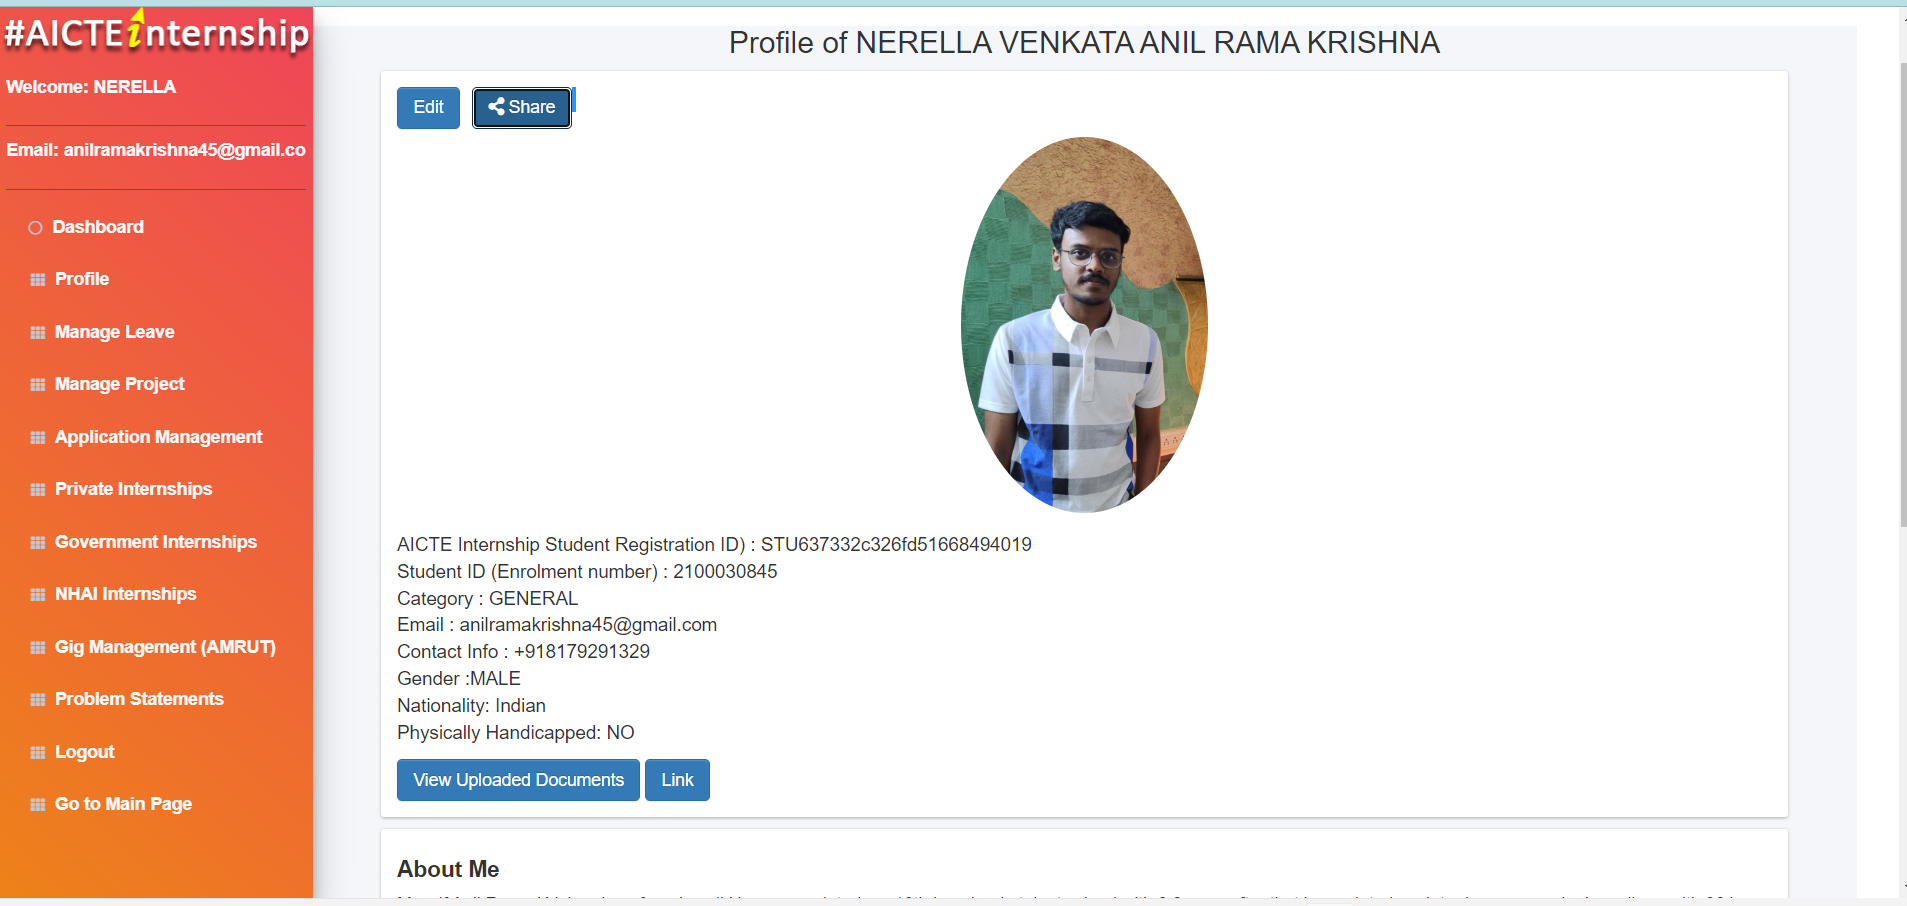 #AICTEinternship
Welcome: NERELLA
Email: anilramakrishna45@gmail.co
Dashboard
Profile
Manage Leave
Manage Project
Application Management
Private Internships
Government Internships
NHAI Internships
Gig Management (AMRUT)
Problem Statements
Logout
Go to Main Page
Profile of NERELLA VENKATA ANIL RAMA KRISHNA
Edit Share
AICTE Internship Student Registration ID) : STU637332c326fd51668494019
Student ID (Enrolment number) : 2100030845
Category : GENERAL
Email : anilramakrishna45@gmail.com
Contact Info : +918179291329
Gender :MALE
Nationality: Indian
Physically Handicapped: NO
View Uploaded Documents Link
About Me